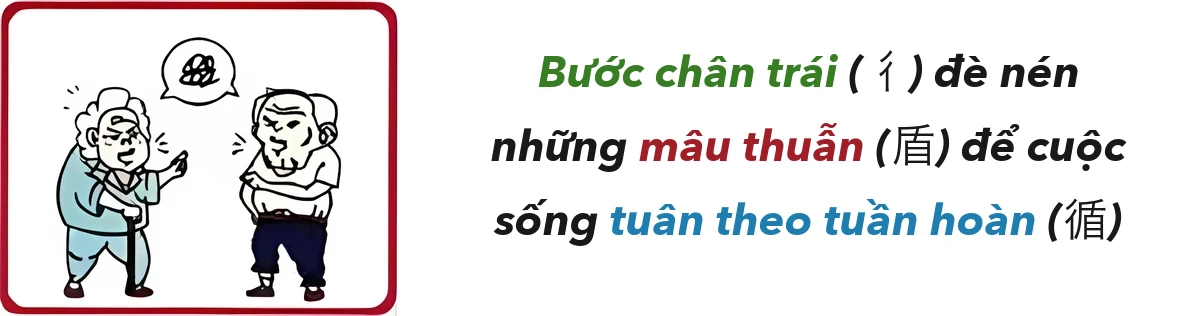 Bước chân trái (彳) đè nén
những mâu thuẫn (盾) để cuộc
sống tuân theo tuần hoàn (循)